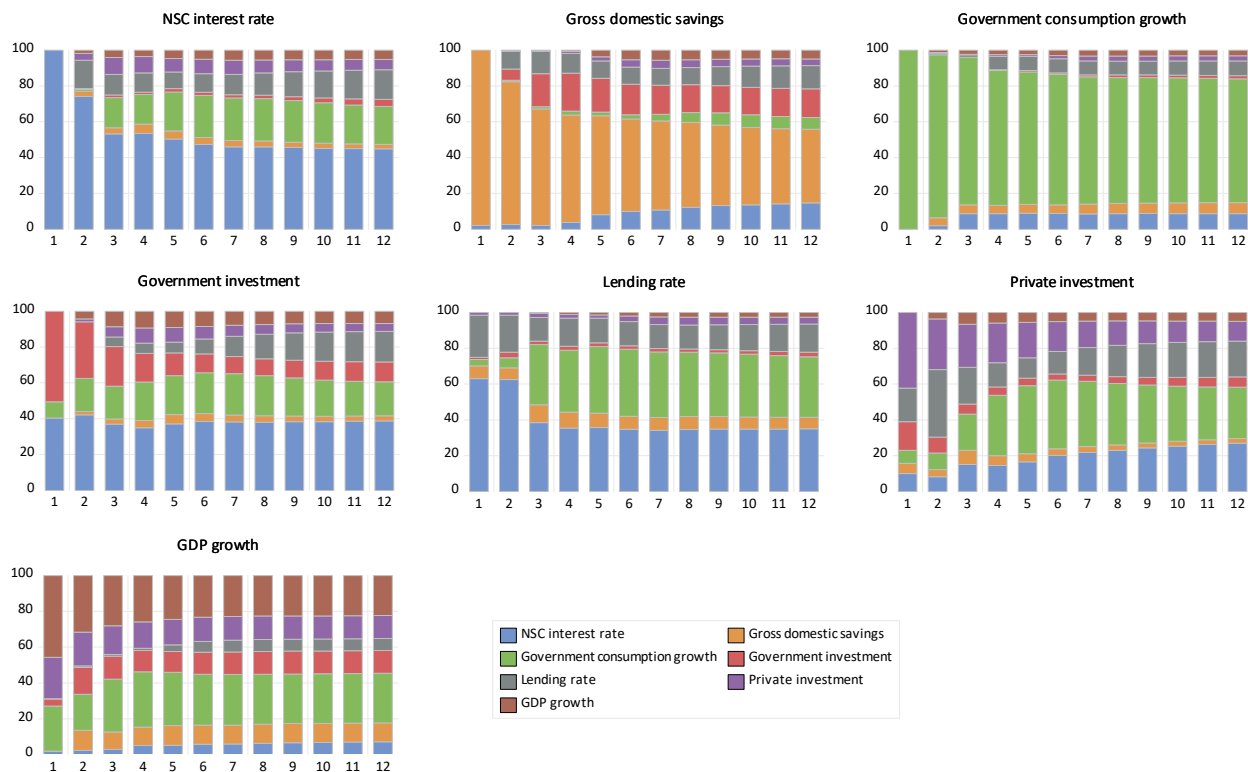 NSC interest rate
100
80
60
40
20
0
1 2 3 4 5 6 7 8 9 10 11 12
Gross domestic savings
100
80
60
40
20
0
1 2 3 4 5 6 7 8 9 10 11 12
Government consumption growth
100
80
60
40
20
0
1 2 3 4 5 6 7 8 9 10 11 12
Government investment
100
80
60
40
20
0
1 2 3 4 5 6 7 8 9 10 11 12
Lending rate
100
80
60
40
20
0
1 2 3 4 5 6 7 8 9 10 11 12
Private investment
100
80
60
40
20
0
1 2 3 4 5 6 7 8 9 10 11 12
GDP growth
100
80
60
40
20
0
1 2 3 4 5 6 7 8 9 10 11 12
NSC interest rate Gross domestic savings
Government consumption growth Government investment
Lending rate Private investment
GDP growth